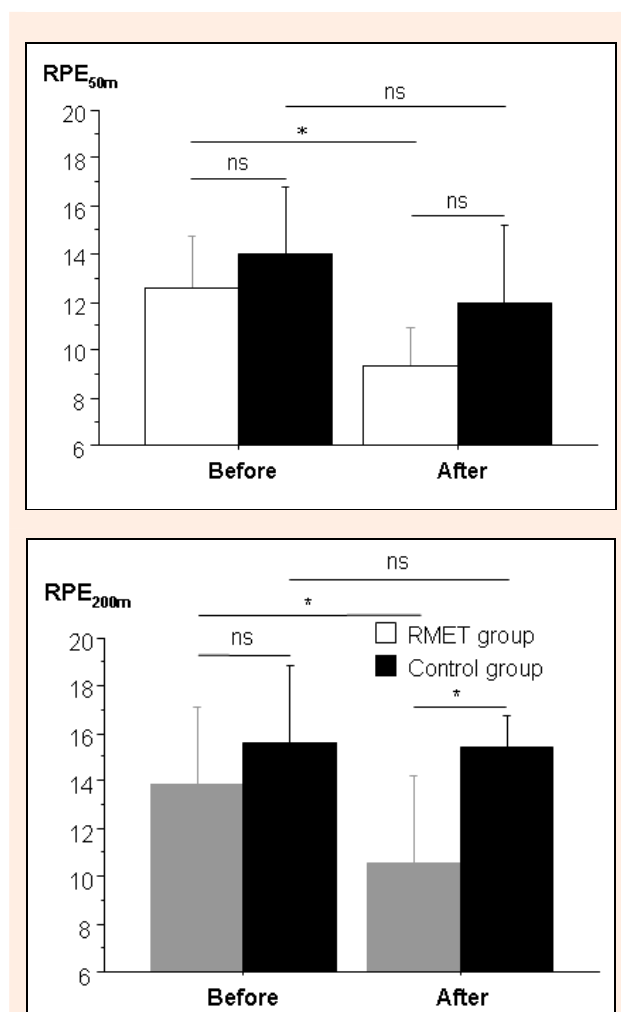 RPE50m
ns
20
*
18
ns
ns
16
14
12
10
8
6
Before After
ns
RPE200m
*
RMET group
20
ns
Control group
18
*
16
14
12
10
8
6
Before After